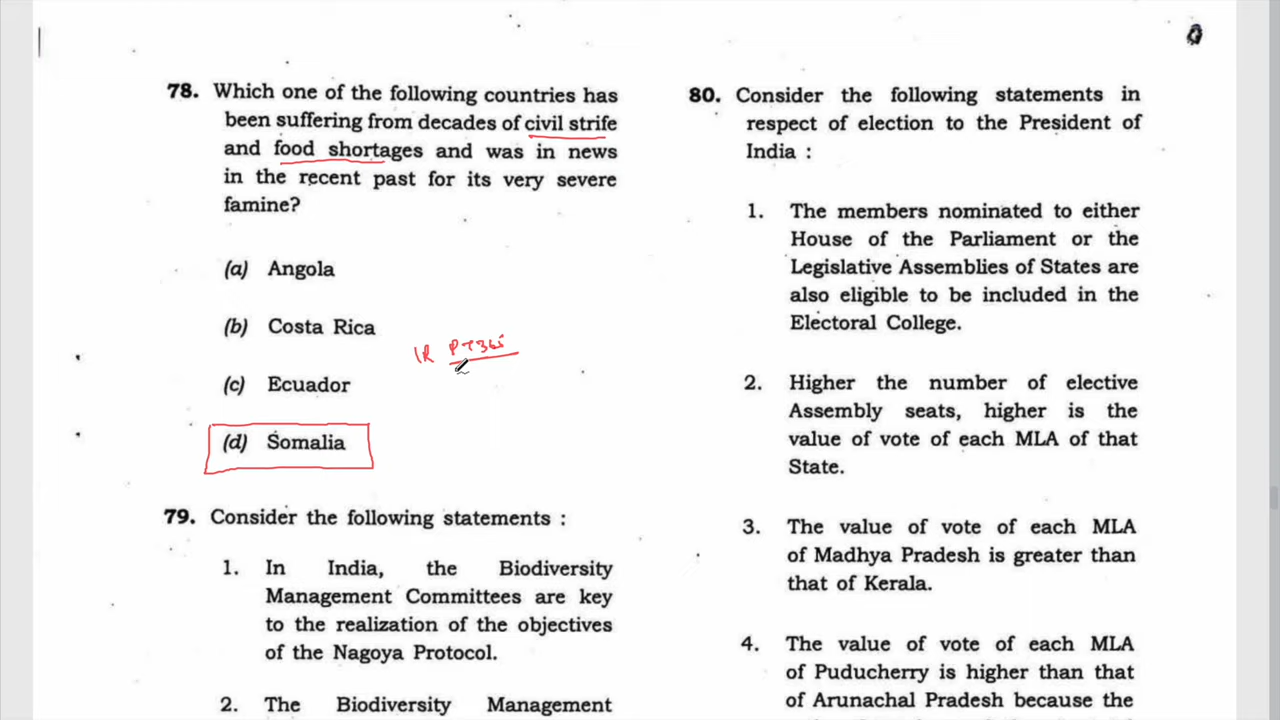 78. Which one of the following countries has
been suffering from decades of civil strife
and food shortages and was in news
in the recent past for its very severe
famine?
(a) Angola
(b) Costa Rica
IR PT365
(c) Ecuador
(d) Somalia
79. Consider the following statements :
1. In India, the Biodiversity
Management Committees are key
to the realization of the objectives
of the Nagoya Protocol.
2. The Biodiversity Management
80. Consider the following statements in
respect of election to the President of
India :
1. The members nominated to either
House of the Parliament or the
Legislative Assemblies of States are
also eligible to be included in the
Electoral College.
2. Higher the number of elective
Assembly seats, higher is the
value of vote of each MLA of that
State.
3. The value of vote of each MLA
of Madhya Pradesh is greater than
that of Kerala.
4. The value of vote of each MLA
of Puducherry is higher than that
of Arunachal Pradesh because the